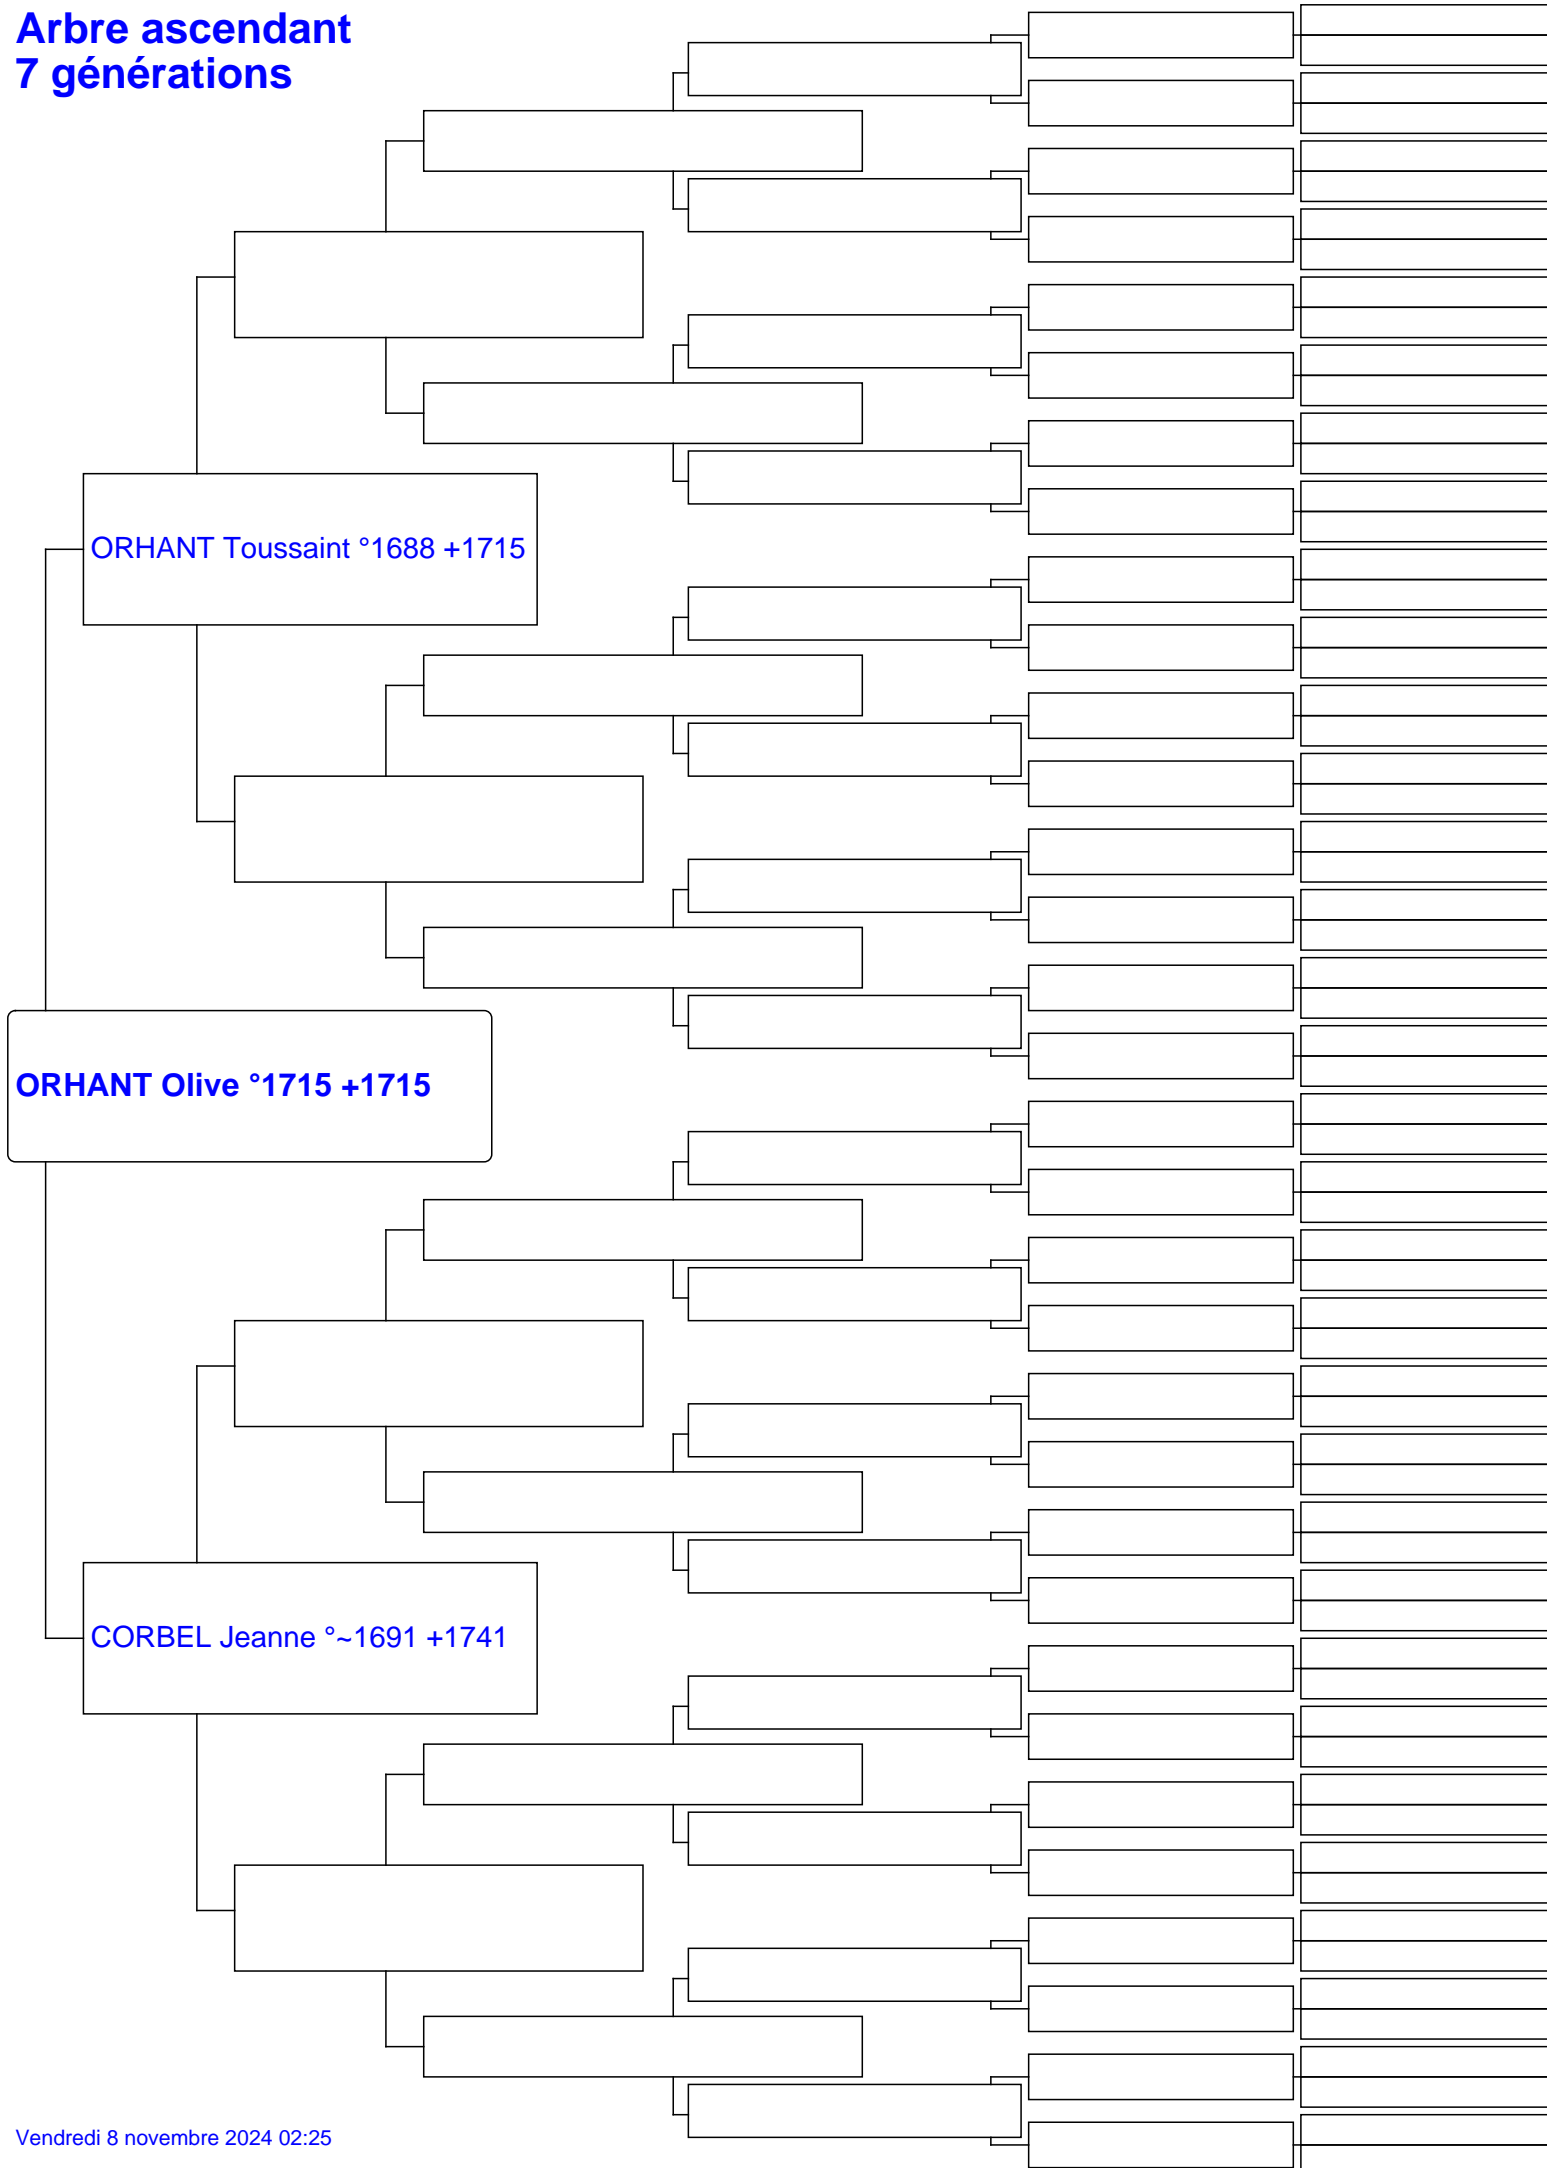 Arbre ascendant
7 générations
ORHANT Toussaint °1688 +1715
ORHANT Olive °1715 +1715
CORBEL Jeanne °~1691 +1741
Vendredi 8 novembre 2024 02:25